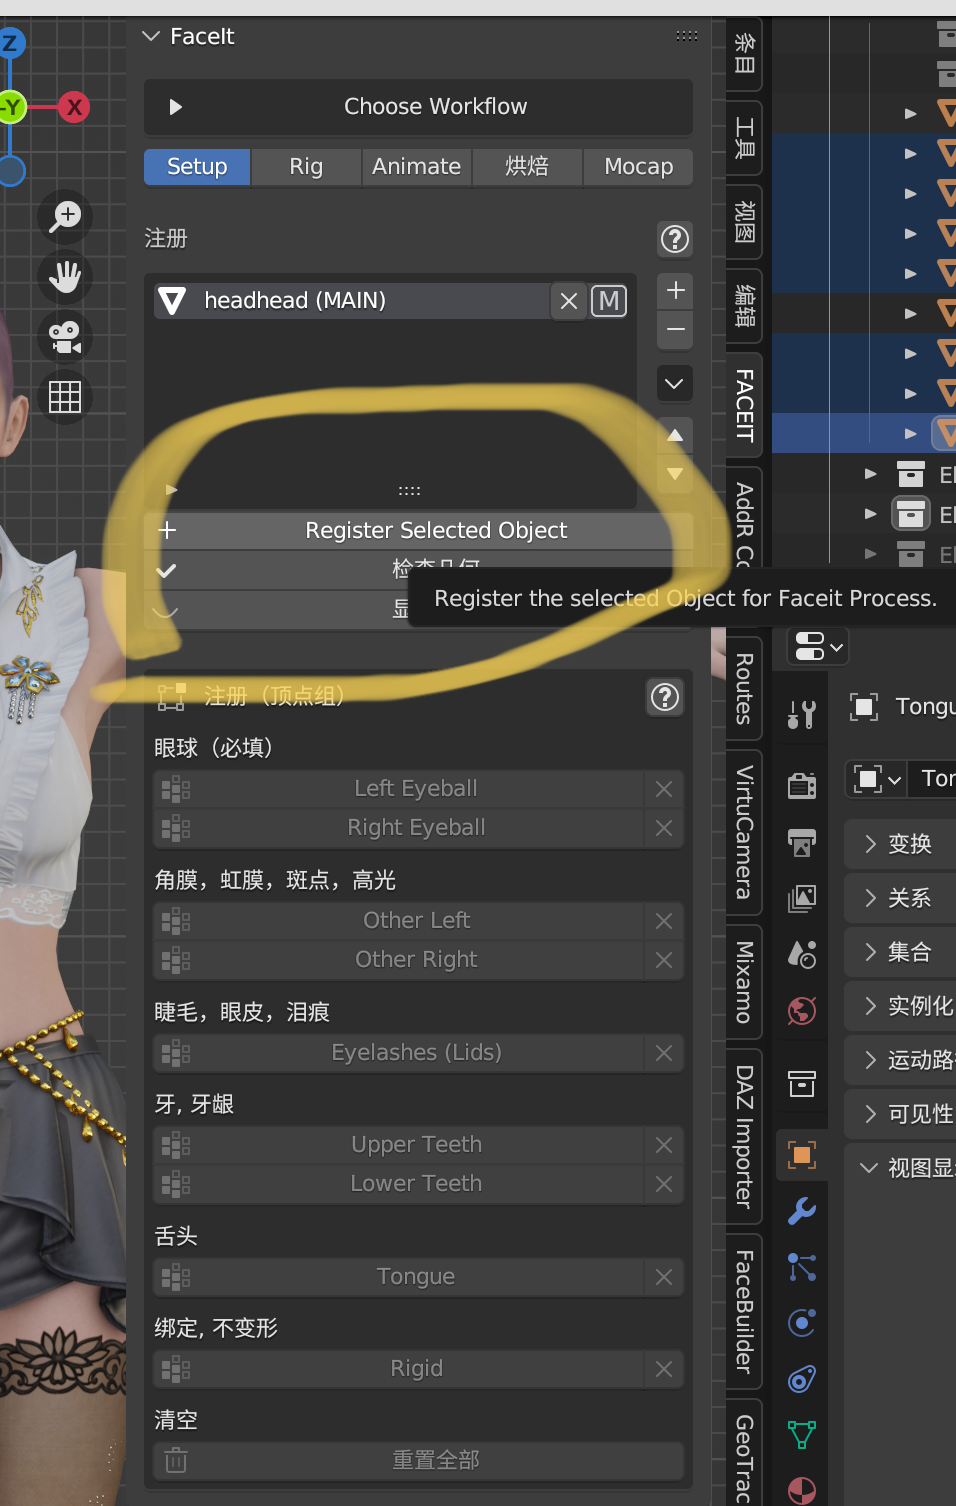 Z
-Y
X
FaceIt
Choose Workflow
Setup
Rig
Animate
烘焙
Mocap
注册
headhead (MAIN)
M
Register Selected Object
检查几何
显
Register the selected Object for Faceit Process.
注册（顶点组）
眼球（必填）
Left Eyeball
Right Eyeball
角膜，虹膜，斑点，高光
Other Left
Other Right
睫毛，眼皮，泪痕
Eyelashes (Lids)
牙, 牙龈
Upper Teeth
Lower Teeth
舌头
Tongue
绑定, 不变形
Rigid
清空
重置全部
条目
工具
视图
编辑
FACEIT
AddR Co
Routes
VirtuCamera
Mixamo
DAZ Importer
FaceBuilder
GeoTrac
El
El
El
Tongu
Ton
变换
关系
集合
实例化
运动路
可见性
视图显